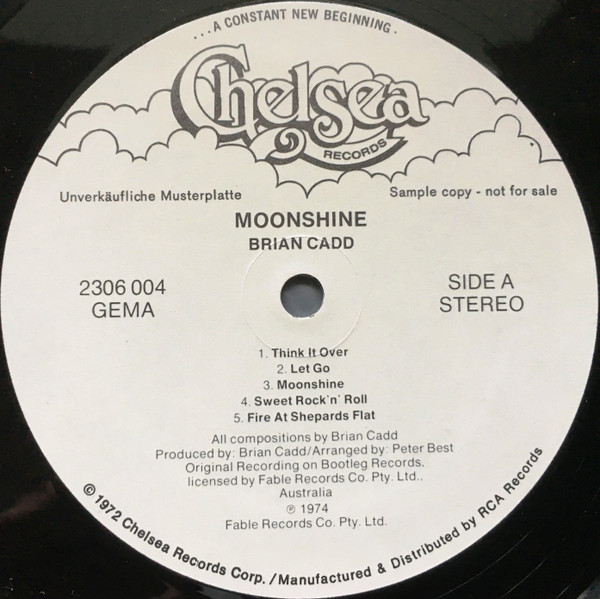 ...A CONSTANT NEW BEGINNING.
Chelsea
RECORDS
Unverkäufliche Musterplatte
Sample copy - not for sale
MOONSHINE
BRIAN CADD
2306 004
GEMA
SIDE A
STEREO
1. Think It Over
2. Let Go
3. Moonshine
4. Sweet Rock'n' Roll
5. Fire At Shepards Flat
All compositions by Brian Cadd
Produced by: Brian Cadd/Arranged by: Peter Best
Original Recording on Bootleg Records,
licensed by Fable Records Co. Pty. Ltd.,
Australia
℗ 1974
Fable Records Co. Pty. Ltd.
© 1972 Chelsea Records Corp. / Manufactured & Distributed by RCA Records